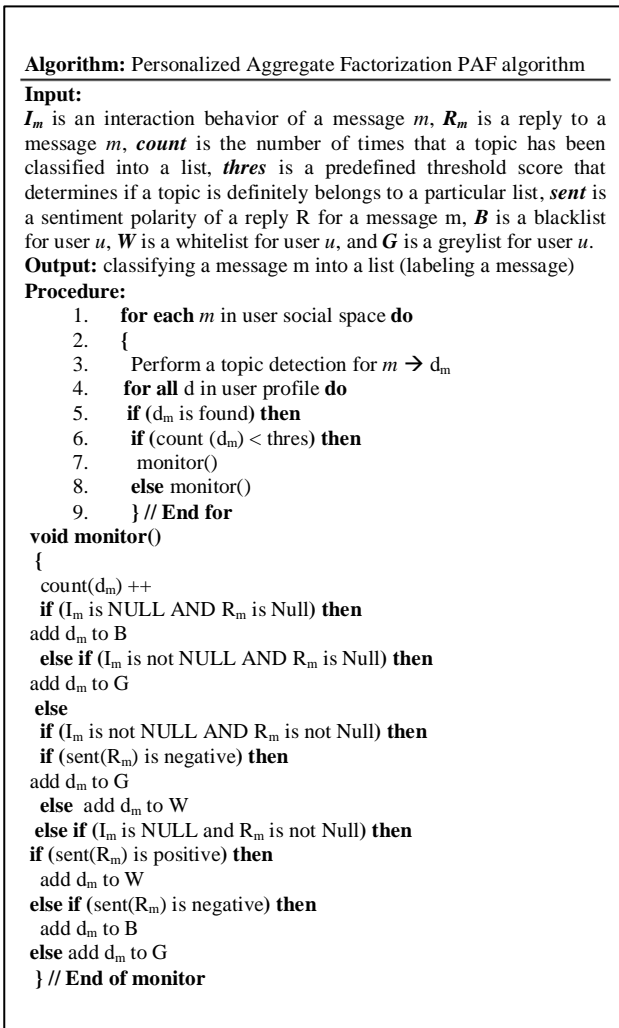 Algorithm: Personalized Aggregate Factorization PAF algorithm
Input:
Im is an interaction behavior of a message m, Rm is a reply to a
message m, count is the number of times that a topic has been
classified into a list, thres is a predefined threshold score that
determines if a topic is definitely belongs to a particular list, sent is
a sentiment polarity of a reply R for a message m, B is a blacklist
for user u, W is a whitelist for user u, and G is a greylist for user u.
Output: classifying a message m into a list (labeling a message)
Procedure:
1. for each m in user social space do
2. {
3. Perform a topic detection for m → dm
4. for all d in user profile do
5. if (dm is found) then
6. if (count (dm) < thres) then
7. monitor()
8. else monitor()
9. } // End for
void monitor()
{
count(dm) ++
if (Im is NULL AND Rm is Null) then
add dm to B
else if (Im is not NULL AND Rm is Null) then
add dm to G
else
if (Im is not NULL AND Rm is not Null) then
if (sent(Rm) is negative) then
add dm to G
else add dm to W
else if (Im is NULL and Rm is not Null) then
if (sent(Rm) is positive) then
add dm to W
else if (sent(Rm) is negative) then
add dm to B
else add dm to G
} // End of monitor